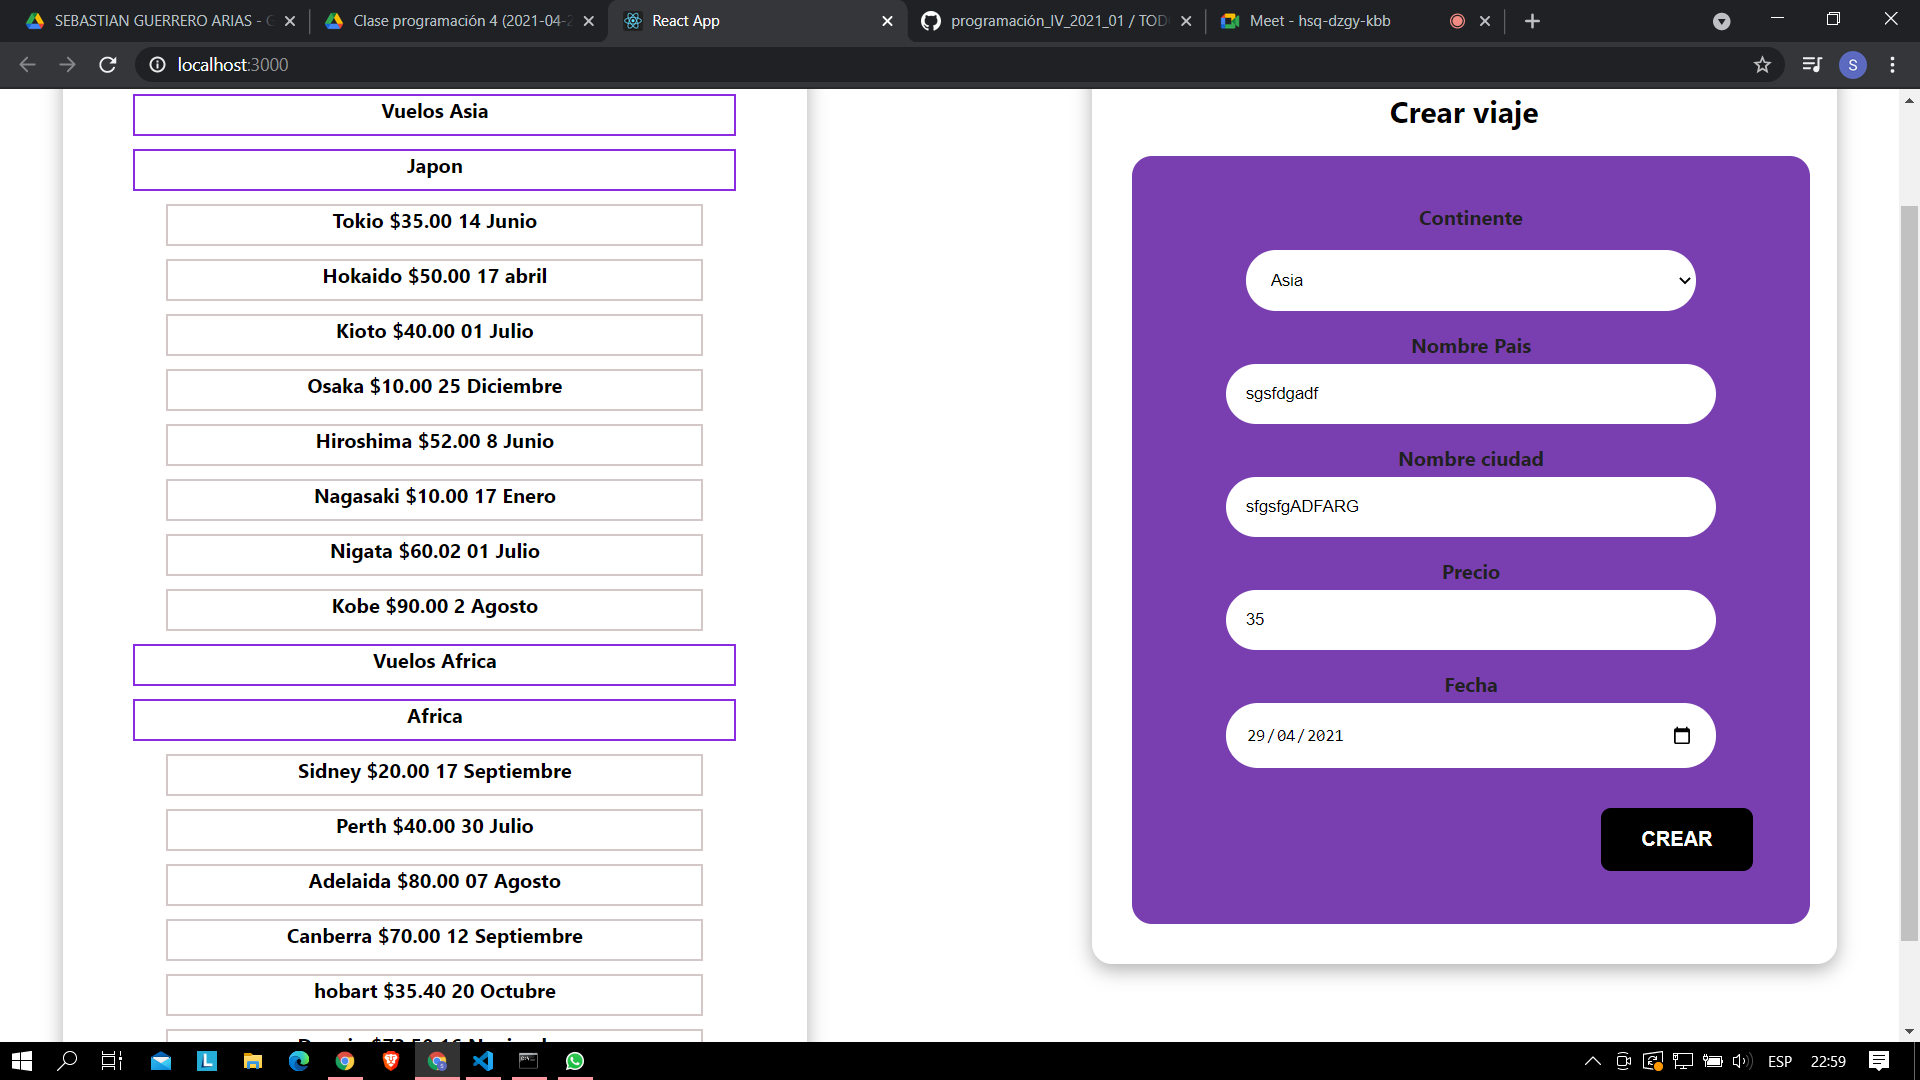 SEBASTIAN GUERRERO ARIAS -
Clase programación 4 (2021-04-2
React App
programación_IV_2021_01 / TOD
Meet - hsq-dzgy-kbb
localhost:3000
S
Vuelos Asia
Japon
Tokio $35.00 14 Junio
Hokaido $50.00 17 abril
Kioto $40.00 01 Julio
Osaka $10.00 25 Diciembre
Hiroshima $52.00 8 Junio
Nagasaki $10.00 17 Enero
Nigata $60.02 01 Julio
Kobe $90.00 2 Agosto
Vuelos Africa
Africa
Sidney $20.00 17 Septiembre
Perth $40.00 30 Julio
Adelaida $80.00 07 Agosto
Canberra $70.00 12 Septiembre
hobart $35.40 20 Octubre
Crear viaje
Continente
Asia
Nombre Pais
sgsfdgadf
Nombre ciudad
sfgsfgADFARG
Precio
35
Fecha
29/04/2021
CREAR
L
ESP
22:59